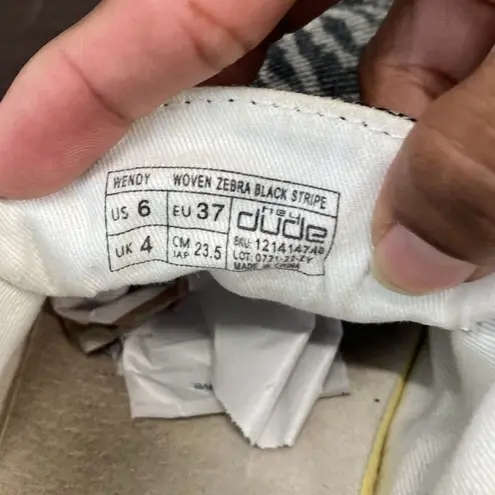 WENDY WOVEN ZEBRA BLACK STRIPE
US 6 EU 37 hey dude
UK 4 CM JAP 23.5 SKU: 121414748
LOT: 0721-22-ZY
MADE IN CHINA